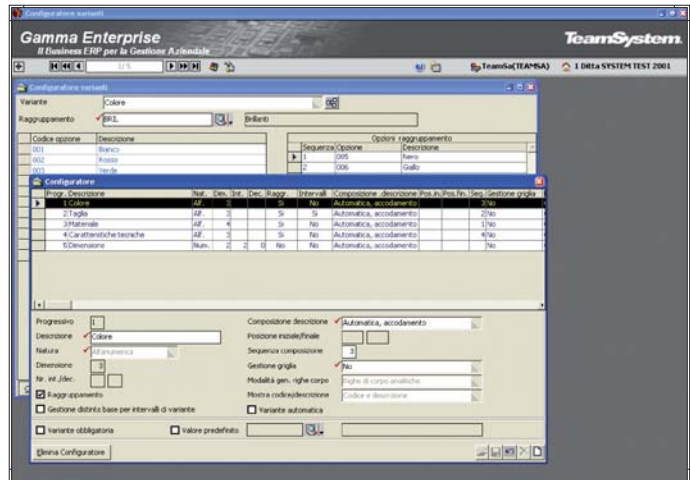 Configuratore varianti
Gamma Enterprise
Il Business ERP per la Gestione Aziendale
TeamSystem.
1/5
TeamSa(TEAMSA)
1 Ditta SYSTEM TEST 2001
Configuratore varianti
Variante Colore
Raggruppamento BRIL Brillanti
Codice opzione Descrizione
001 Bianco
002 Rosso
003 Verde
Opzioni raggruppamento
Sequenza Opzione Descrizione
1 005 Nero
2 006 Giallo
Configuratore
Progr. Descrizione Nat. Dim. Int. Dec. Raggr. Intervalli Composizione descrizione Pos.in. Pos.fin. Seq. Gestione griglia
1 Colore Alf. 3 Si No Automatica, accodamento 3 No
2 Taglia Alf. 3 Si Si Automatica, accodamento 2 No
3 Materiale Alf. 4 Si No Automatica, accodamento 1 No
4 Caratteristiche tecniche Alf. 3 Si No Automatica, accodamento 4 No
5 Dimensione Num. 2 2 0 No No Automatica, accodamento No
Progressivo 1
Composizione descrizione Automatica, accodamento
Descrizione Colore
Posizione iniziale/finale
Natura Alfanumerica
Sequenza composizione 3
Dimensione 3
Gestione griglia No
Nr. int./dec.
Modalità gen. righe corpo Righe di corpo analitiche
Raggruppamento
Mostra codice/descrizione Codice e descrizione
Gestione distinta base per intervalli di variante
Variante automatica
Variante obbligatoria
Valore predefinito
Elimina Configuratore